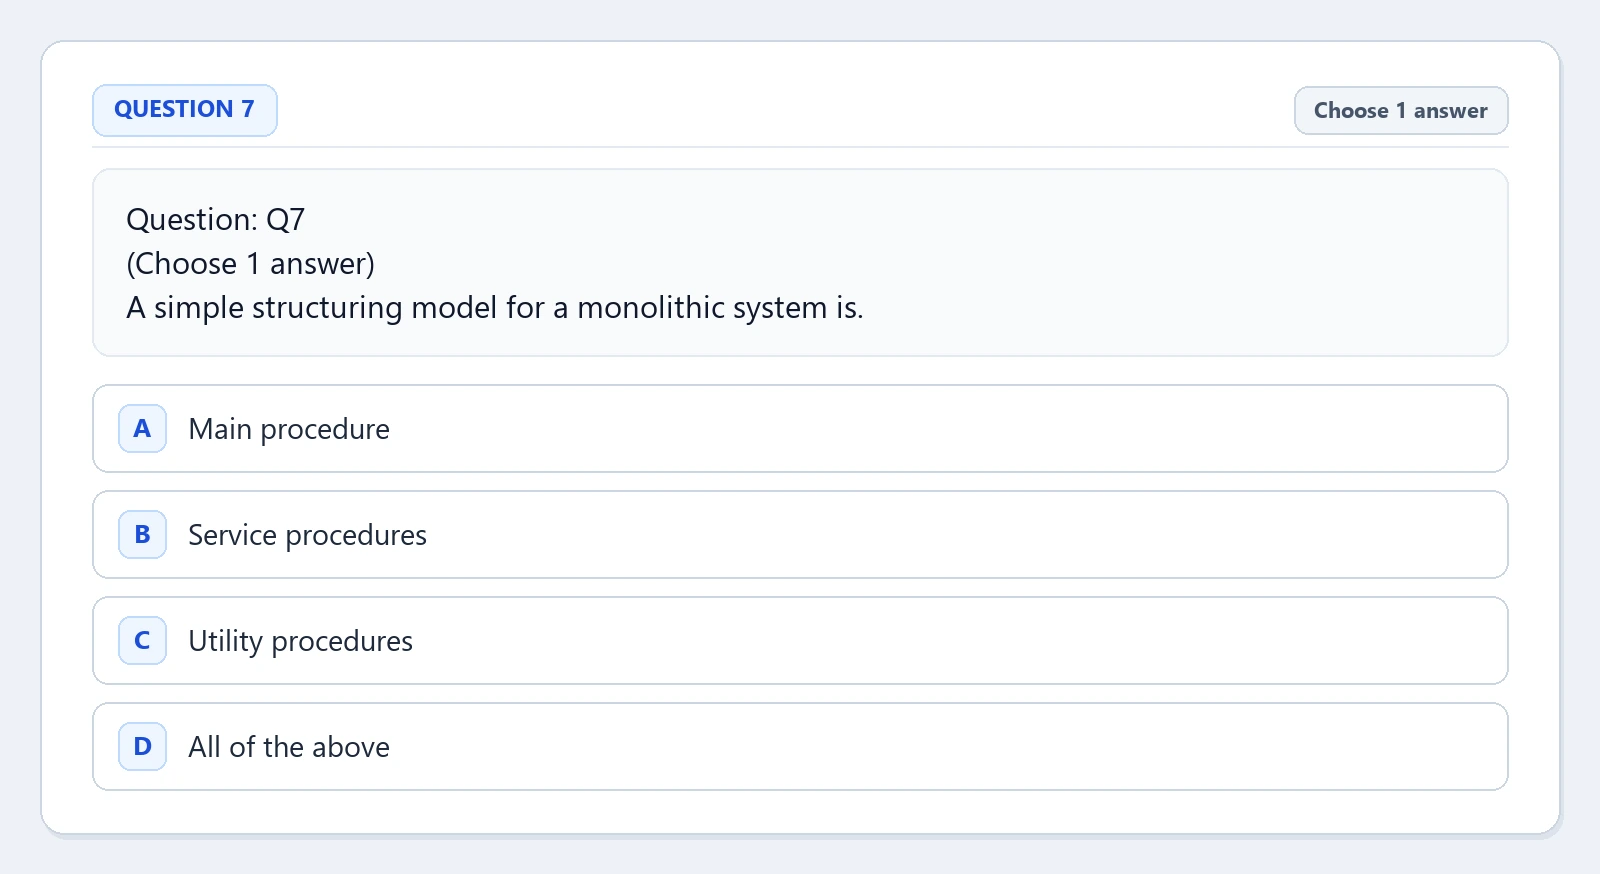 QUESTION 7
Choose 1 answer
Question: Q7
(Choose 1 answer)
A simple structuring model for a monolithic system is.
A Main procedure
B Service procedures
C Utility procedures
D All of the above